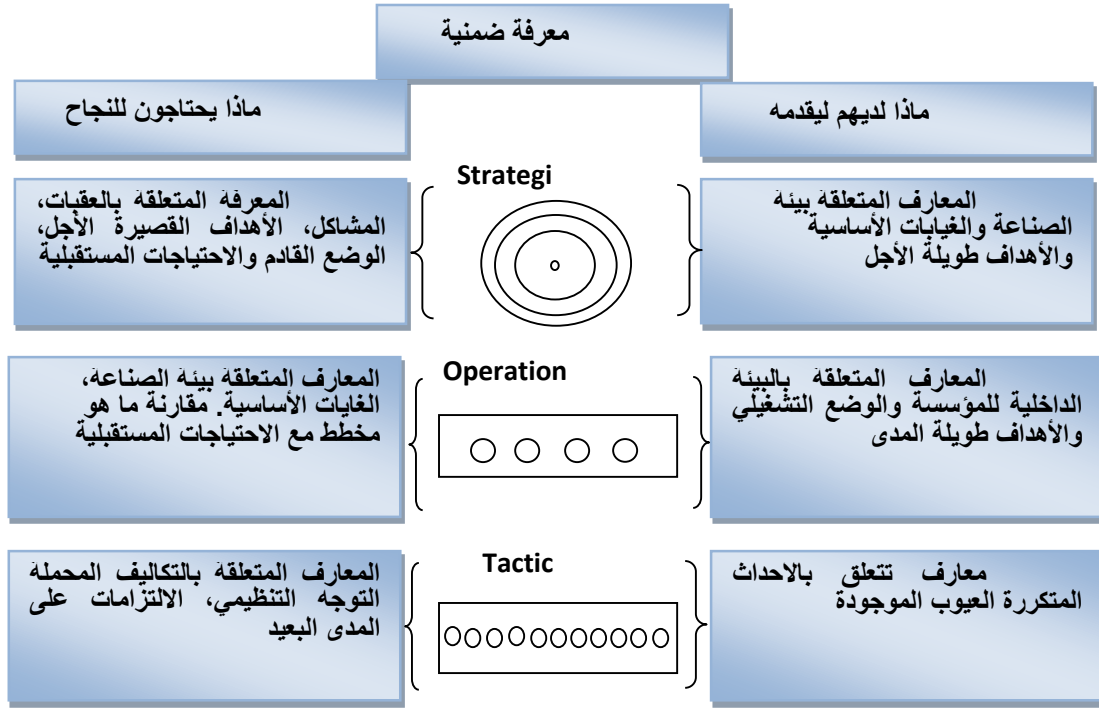 معرفة ضمنية
ماذا لديهم ليقدمه
ماذا يحتاجون للنجاح
المعارف المتعلقة بيئة
الصناعة والغيابات الأساسية
والأهداف طويلة الأجل
Strategi
المعرفة المتعلقة بالعقبات،
المشاكل، الأهداف القصيرة الأجل،
الوضع القادم والاحتياجات المستقبلية
المعارف المتعلقة بالبيئة
الداخلية للمؤسسة والوضع التشغيلي
والأهداف طويلة المدى
Operation
المعارف المتعلقة بيئة الصناعة،
الغايات الأساسية. مقارنة ما هو
مخطط مع الاحتياجات المستقبلية
معارف تتعلق بالاحداث
المتكررة العيوب الموجودة
Tactic
المعارف المتعلقة بالتكاليف المحملة
التوجه التنظيمي، الالتزامات على
المدى البعيد